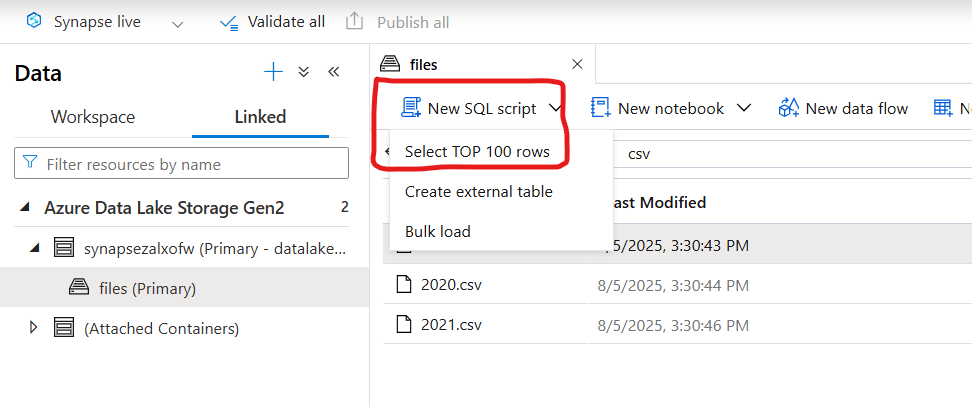 Synapse live
Validate all
Publish all
Data
Workspace
Linked
Filter resources by name
Azure Data Lake Storage Gen2 2
synapsezalxofw (Primary - datalake...
files (Primary)
(Attached Containers)
files
New SQL script
New notebook
New data flow
Select TOP 100 rows
Create external table
Bulk load
csv
ast Modified
/5/2025, 3:30:43 PM
2020.csv 8/5/2025, 3:30:44 PM
2021.csv 8/5/2025, 3:30:46 PM